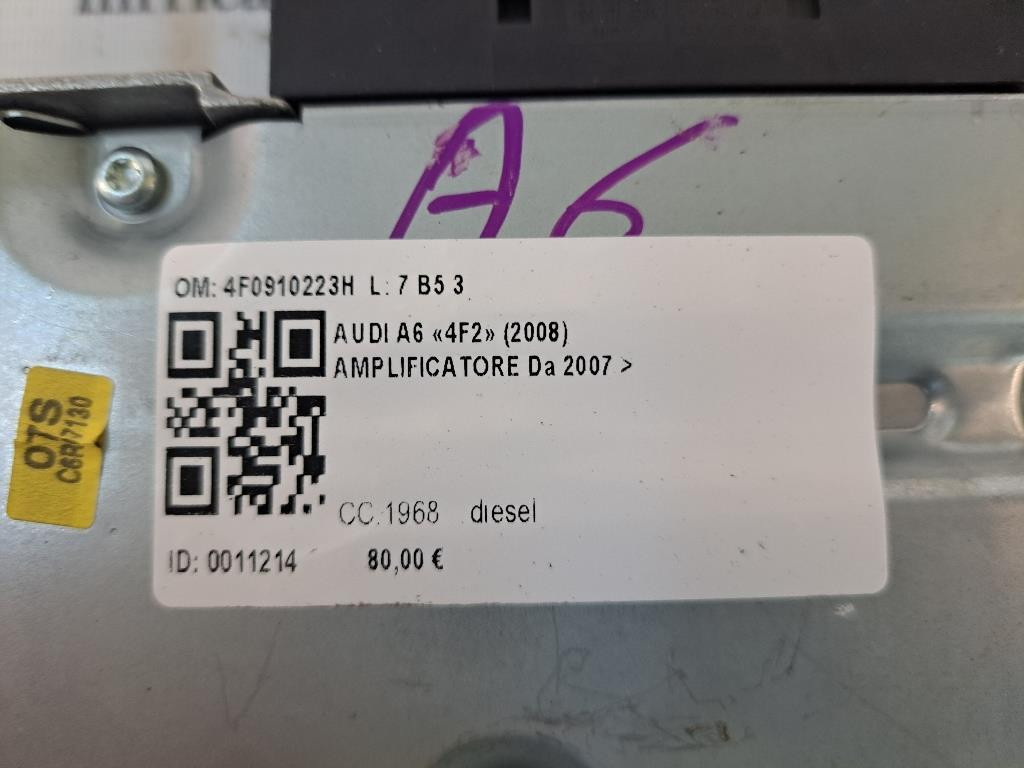 A6
OM: 4F0910223H L: 7 B5 3
AUDI A6 «4F2» (2008)
AMPLIFICATORE Da 2007 >
CC.1968 diesel
ID: 0011214 80,00 €
07S
C6R/7130